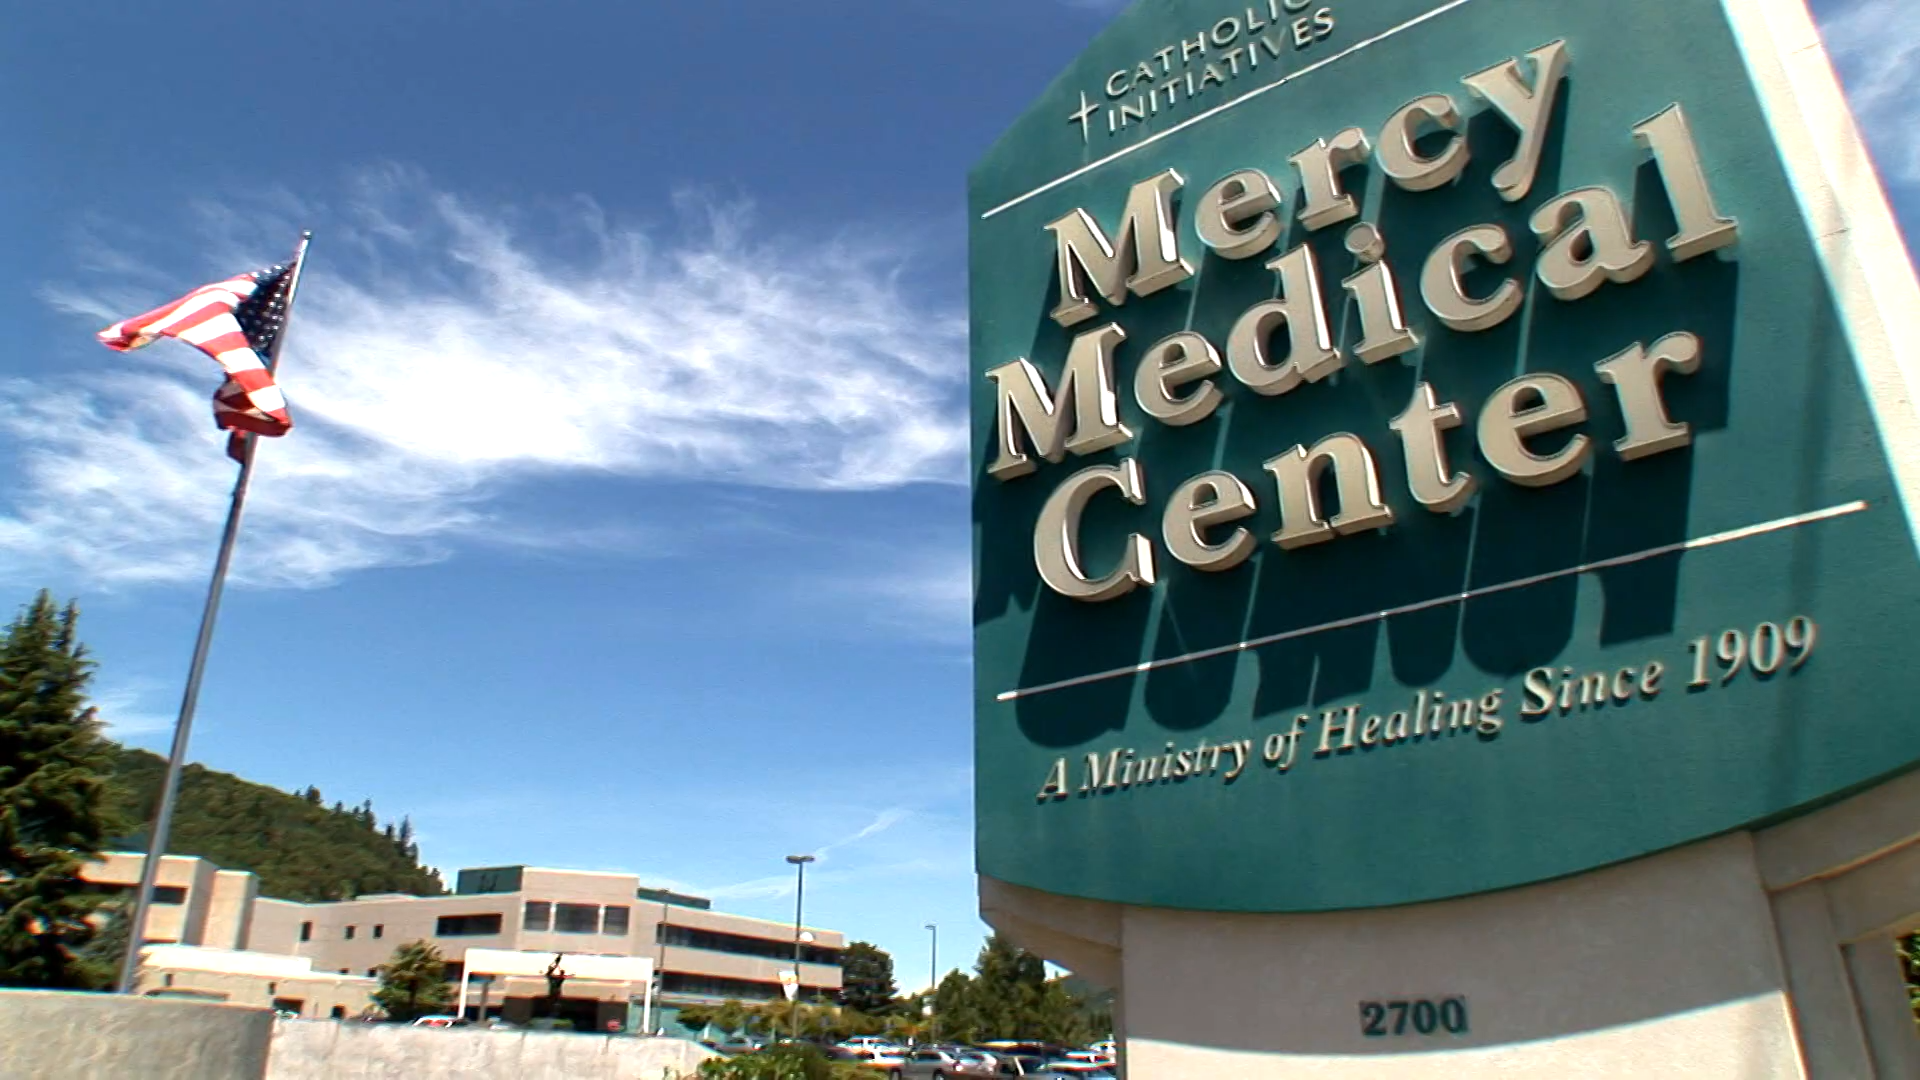 CATHOLIC
INITIATIVES
Mercy
Medical
Center
A Ministry of Healing Since 1909
2700